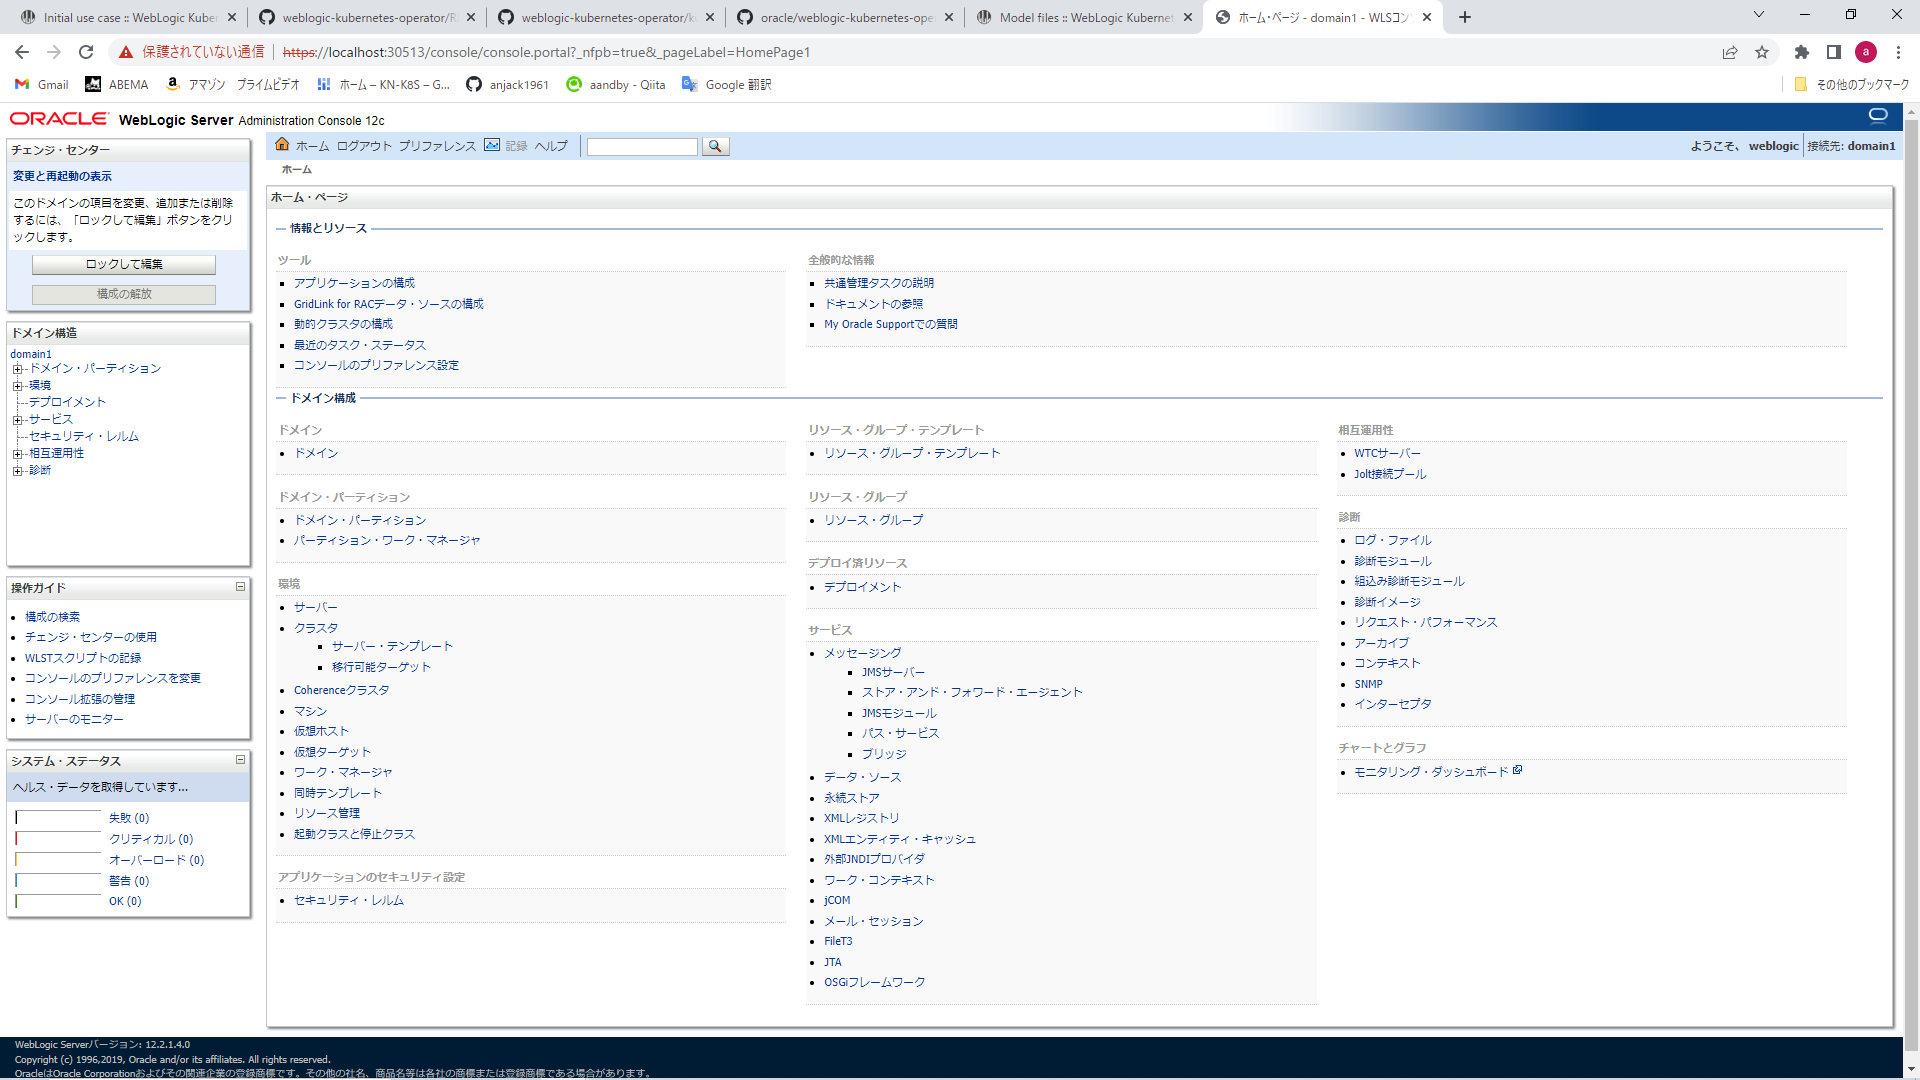 Initial use case :: WebLogic Kuber
weblogic-kubernetes-operator/R
weblogic-kubernetes-operator/k
oracle/weblogic-kubernetes-ope
Model files :: WebLogic Kubernet
ホーム・ページ - domain1 - WLSコン
保護されていない通信
https://localhost:30513/console/console.portal?_nfpb=true&_pageLabel=HomePage1
a
Gmail
ABEMA
アマゾン
プライムビデオ
ホーム – KN-K8S – G...
anjack1961
aandby - Qiita
Google 翻訳
その他のブックマーク
ORACLE WebLogic Server Administration Console 12c
チェンジ・センター
変更と再起動の表示
このドメインの項目を変更、追加または削除
するには、「ロックして編集」ボタンをクリ
ックします。
ロックして編集
構成の解放
ドメイン構造
domain1
ドメイン・パーティション
環境
デプロイメント
サービス
セキュリティ・レルム
相互運用性
診断
操作ガイド
構成の検索
チェンジ・センターの使用
WLSTスクリプトの記録
コンソールのプリファレンスを変更
コンソール拡張の管理
サーバーのモニター
システム・ステータス
ヘルス・データを取得しています...
失敗 (0)
クリティカル (0)
オーバーロード (0)
警告 (0)
OK (0)
ホーム ログアウト プリファレンス 記録 ヘルプ
ようこそ、 weblogic 接続先: domain1
ホーム
ホーム・ページ
情報とリソース
ツール
アプリケーションの構成
GridLink for RACデータ・ソースの構成
動的クラスタの構成
最近のタスク・ステータス
コンソールのプリファレンス設定
全般的な情報
共通管理タスクの説明
ドキュメントの参照
My Oracle Supportでの質問
ドメイン構成
ドメイン
ドメイン
ドメイン・パーティション
ドメイン・パーティション
パーティション・ワーク・マネージャ
環境
サーバー
クラスタ
サーバー・テンプレート
移行可能ターゲット
Coherenceクラスタ
マシン
仮想ホスト
仮想ターゲット
ワーク・マネージャ
同時テンプレート
リソース管理
起動クラスと停止クラス
アプリケーションのセキュリティ設定
セキュリティ・レルム
リソース・グループ・テンプレート
リソース・グループ・テンプレート
リソース・グループ
リソース・グループ
デプロイ済リソース
デプロイメント
サービス
メッセージング
JMSサーバー
ストア・アンド・フォワード・エージェント
JMSモジュール
パス・サービス
ブリッジ
データ・ソース
永続ストア
XMLレジストリ
XMLエンティティ・キャッシュ
外部JNDIプロバイダ
ワーク・コンテキスト
jCOM
メール・セッション
FileT3
JTA
OSGiフレームワーク
相互運用性
WTCサーバー
Jolt接続プール
診断
ログ・ファイル
診断モジュール
組込み診断モジュール
診断イメージ
リクエスト・パフォーマンス
アーカイブ
コンテキスト
SNMP
インターセプタ
チャートとグラフ
モニタリング・ダッシュボード
WebLogic Serverバージョン: 12.2.1.4.0
Copyright (c) 1996,2019, Oracle and/or its affiliates. All rights reserved.
OracleはOracle Corporationおよびその関連企業の登録商標です。その他の社名、商品名等は各社の商標または登録商標である場合があります。